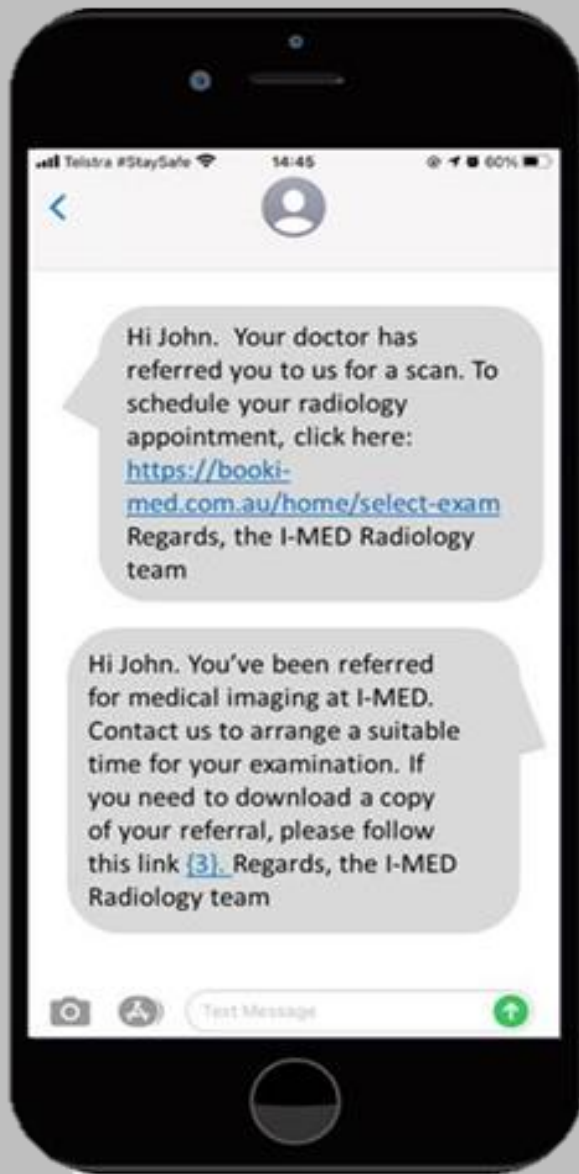 Telstra #StaySafe 14:45 60%
Hi John.  Your doctor has
referred you to us for a scan. To
schedule your radiology
appointment, click here:
https://booki-
med.com.au/home/select-exam
Regards, the I-MED Radiology
team
Hi John. You’ve been referred
for medical imaging at I-MED.
Contact us to arrange a suitable
time for your examination. If
you need to download a copy
of your referral, please follow
this link {3}. Regards, the I-MED
Radiology team
Text Message